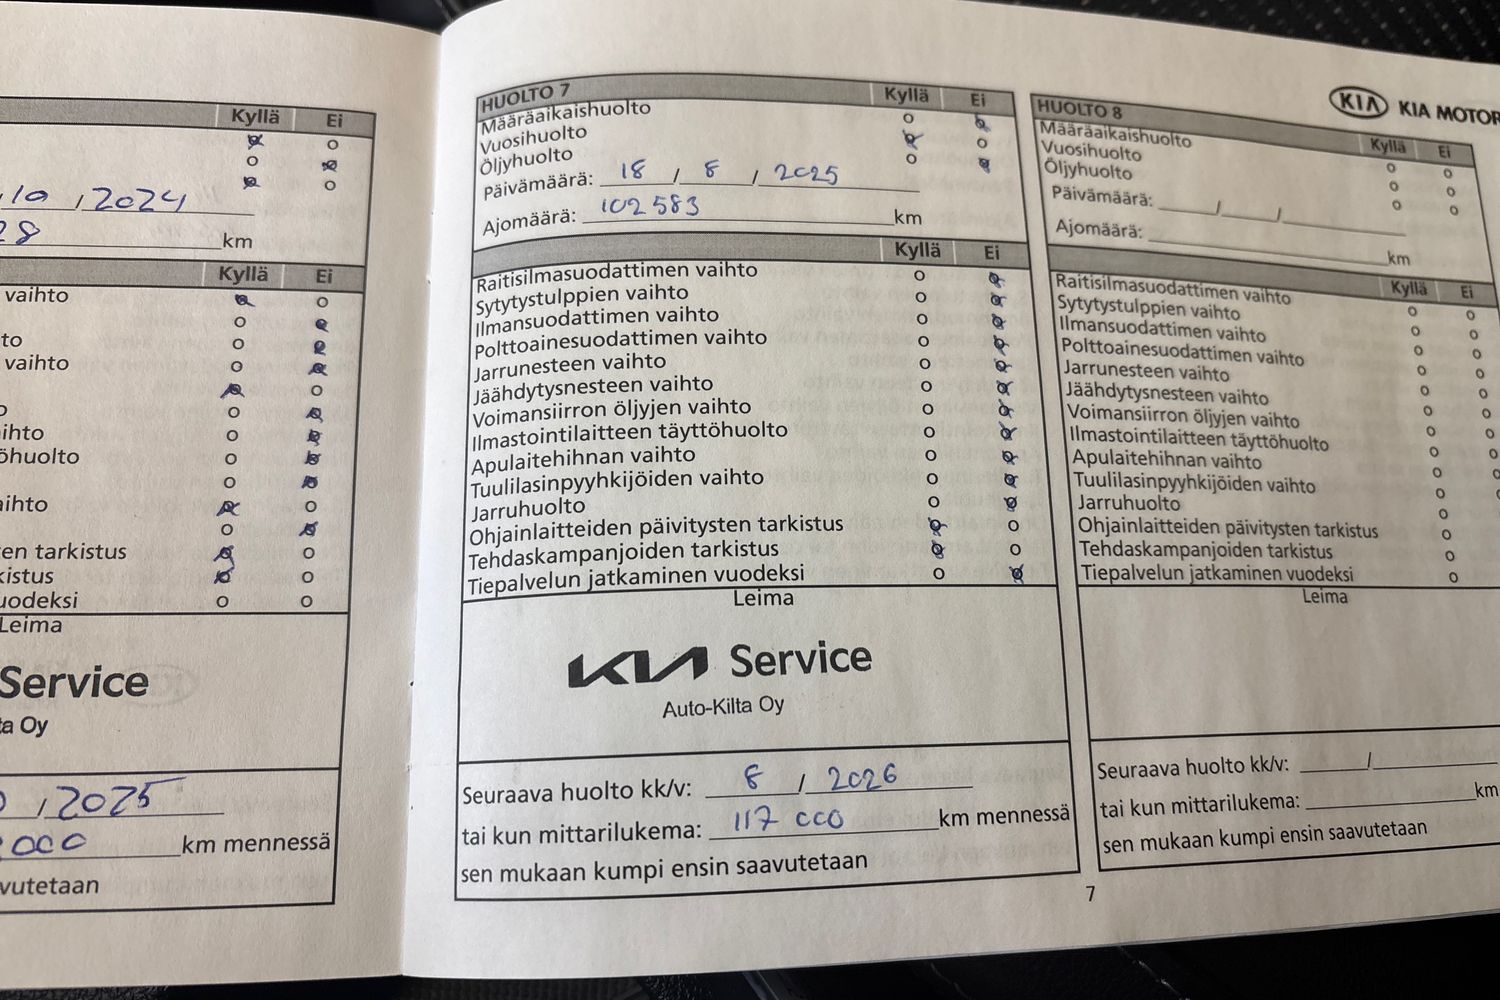 Kyllä Ei
10 / 2024
28 km
Kyllä Ei
vaihto
to
vaihto
o
ihto
öhuolto
aihto
en tarkistus
kistus
uodeksi
Leima
Service
ta Oy
/ 2025
000 km mennessä
vutetaan
HUOLTO 7 Kyllä Ei
Määräaikaishuolto
Vuosihuolto
Öljyhuolto
Päivämäärä: 18 / 8 / 2025
Ajomäärä: 102 583 km
Kyllä Ei
Raitisilmasuodattimen vaihto
Sytytystulppien vaihto
Ilmansuodattimen vaihto
Polttoainesuodattimen vaihto
Jarrunesteen vaihto
Jäähdytysnesteen vaihto
Voimansiirron öljyjen vaihto
Ilmastointilaitteen täyttöhuolto
Apulaitehihnan vaihto
Tuulilasinpyyhkijöiden vaihto
Jarruhuolto
Ohjainlaitteiden päivitysten tarkistus
Tehdaskampanjoiden tarkistus
Tiepalvelun jatkaminen vuodeksi
Leima
KIA Service
Auto-Kilta Oy
Seuraava huolto kk/v: 8 / 2026
tai kun mittarilukema: 117 000 km mennessä
sen mukaan kumpi ensin saavutetaan
7
KIA KIA MOTOR
HUOLTO 8 Kyllä Ei
Määräaikaishuolto
Vuosihuolto
Öljyhuolto
Päivämäärä: / /
Ajomäärä: km
Kyllä Ei
Raitisilmasuodattimen vaihto
Sytytystulppien vaihto
Ilmansuodattimen vaihto
Polttoainesuodattimen vaihto
Jarrunesteen vaihto
Jäähdytysnesteen vaihto
Voimansiirron öljyjen vaihto
Ilmastointilaitteen täyttöhuolto
Apulaitehihnan vaihto
Tuulilasinpyyhkijöiden vaihto
Jarruhuolto
Ohjainlaitteiden päivitysten tarkistus
Tehdaskampanjoiden tarkistus
Tiepalvelun jatkaminen vuodeksi
Leima
Seuraava huolto kk/v: /
tai kun mittarilukema: km
sen mukaan kumpi ensin saavutetaan